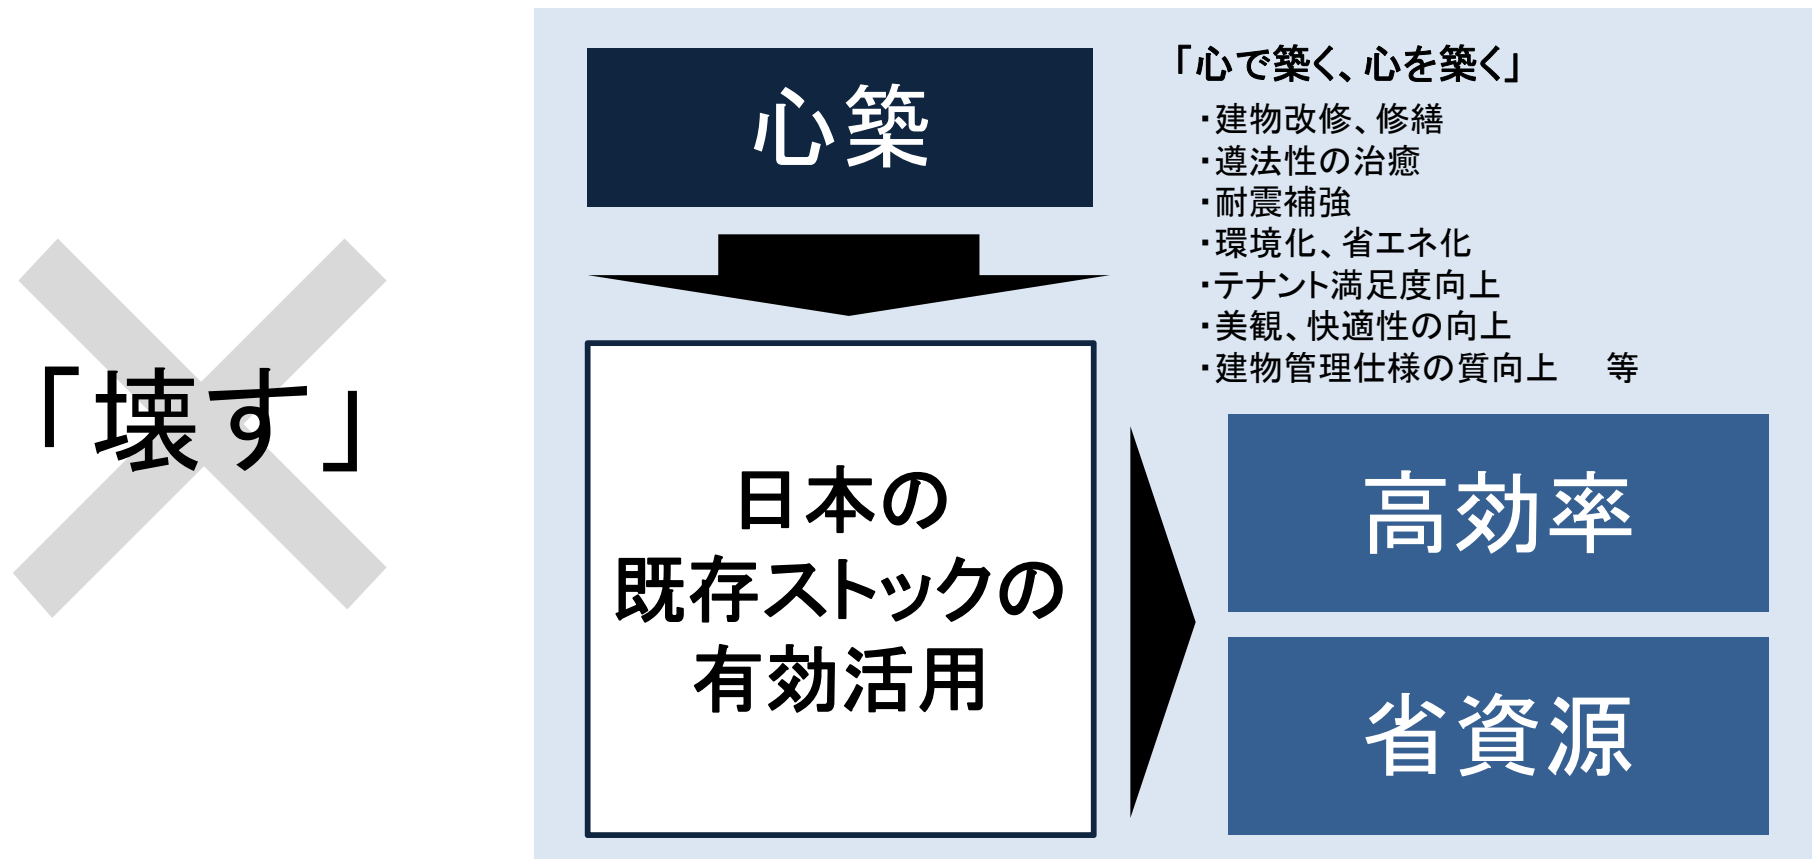 「壊す」
心築
「心で築く、心を築く」
・建物改修、修繕
・遵法性の治癒
・耐震補強
・環境化、省エネ化
・テナント満足度向上
・美観、快適性の向上
・建物管理仕様の質向上　等
日本の
既存ストックの
有効活用
高効率
省資源